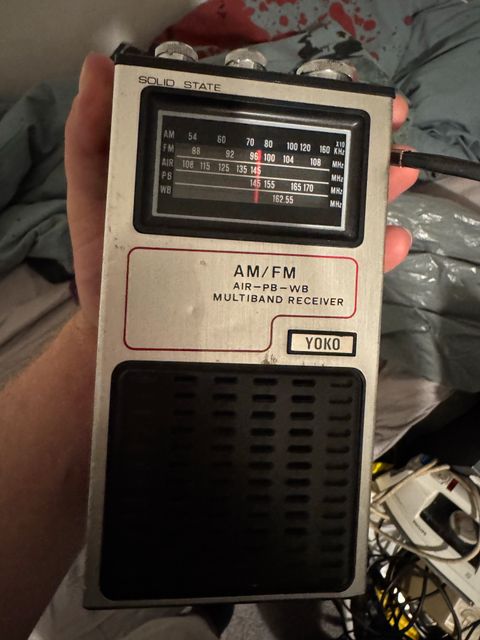 SOLID STATE
AM 54 60 70 80 100 120 160 X10 KHz
FM 88 92 96 100 104 108 MHz
AIR 108 115 125 135 145 MHz
PB 145 155 165 170 MHz
WB 162.55 MHz
AM/FM
AIR-PB-WB
MULTIBAND RECEIVER
YOKO